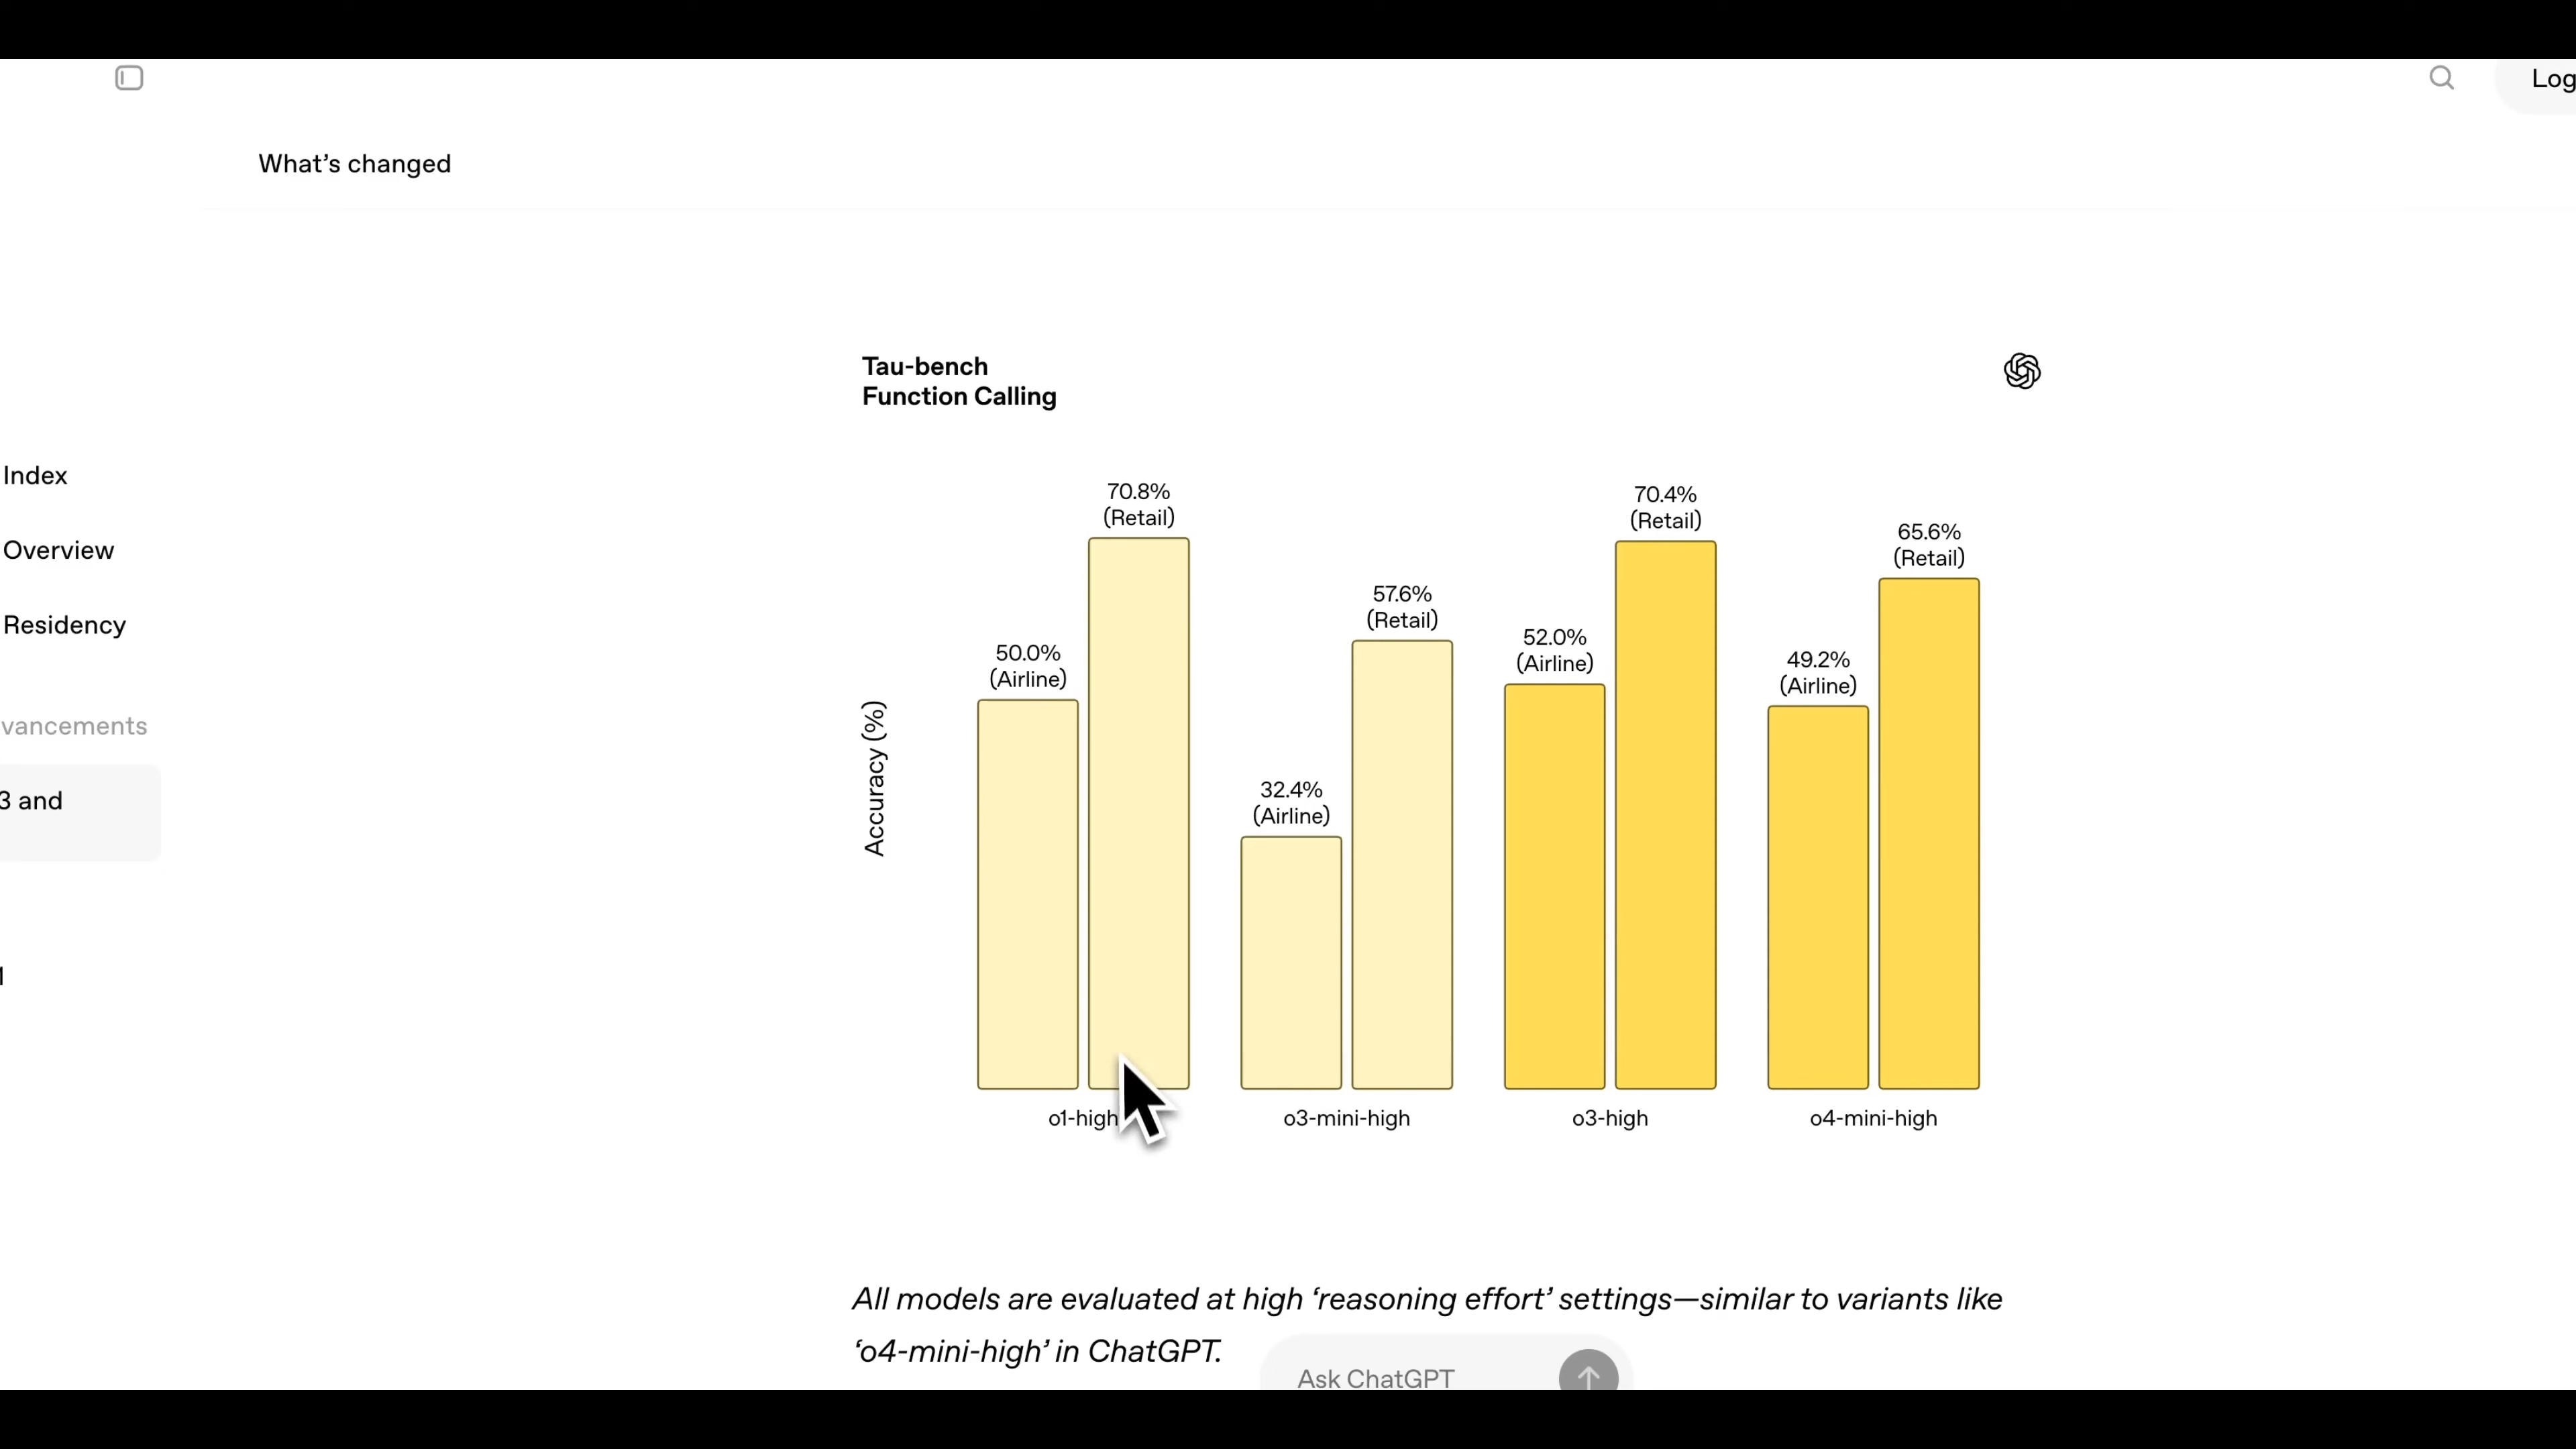 Log
What's changed
Index
Overview
Residency
vancements
3 and
Tau-bench
Function Calling
Accuracy (%)
50.0%
(Airline)
70.8%
(Retail)
32.4%
(Airline)
57.6%
(Retail)
52.0%
(Airline)
70.4%
(Retail)
49.2%
(Airline)
65.6%
(Retail)
o1-high
o3-mini-high
o3-high
o4-mini-high
All models are evaluated at high ‘reasoning effort’ settings—similar to variants like
‘o4-mini-high’ in ChatGPT.
Ask ChatGPT